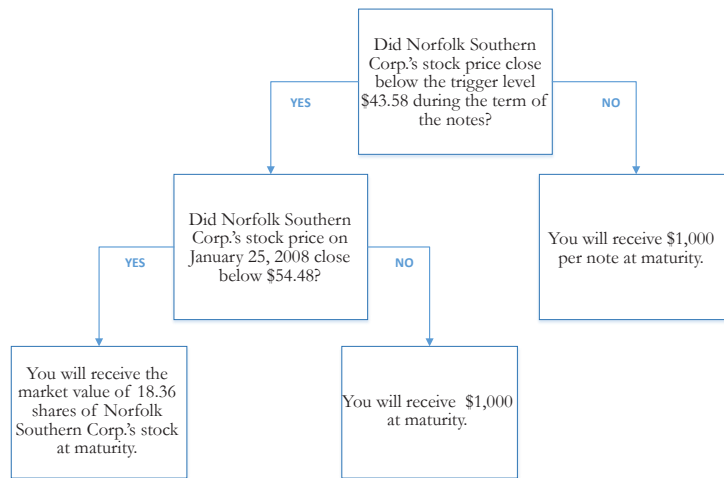 Did Norfolk Southern
Corp.'s stock price close
below the trigger level
$43.58 during the term of
the notes?
YES
NO
Did Norfolk Southern
Corp.'s stock price on
January 25, 2008 close
below $54.48?
You will receive $1,000
per note at maturity.
YES
NO
You will receive the
market value of 18.36
shares of Norfolk
Southern Corp.'s stock
at maturity.
You will receive $1,000
at maturity.